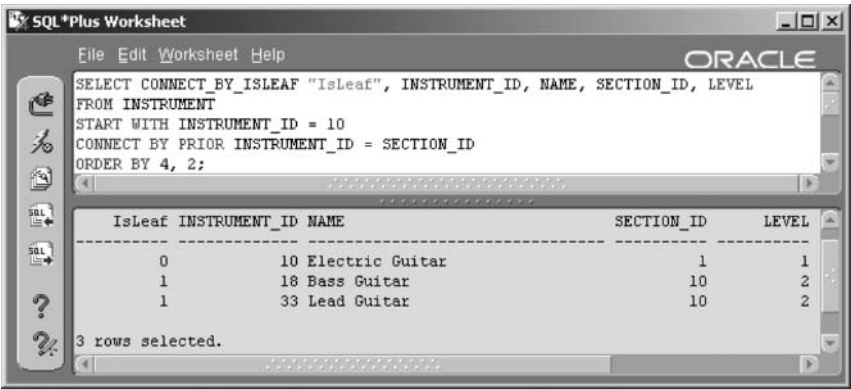 SQL*Plus Worksheet
File Edit Worksheet Help
ORACLE
SELECT CONNECT_BY_ISLEAF "IsLeaf", INSTRUMENT_ID, NAME, SECTION_ID, LEVEL
FROM INSTRUMENT
START WITH INSTRUMENT_ID = 10
CONNECT BY PRIOR INSTRUMENT_ID = SECTION_ID
ORDER BY 4, 2;
SQL
SQL
IsLeaf INSTRUMENT_ID NAME SECTION_ID LEVEL
---------- ------------- -------------------------------- ---------- ----------
0 10 Electric Guitar 1 1
1 18 Bass Guitar 10 2
1 33 Lead Guitar 10 2
3 rows selected.